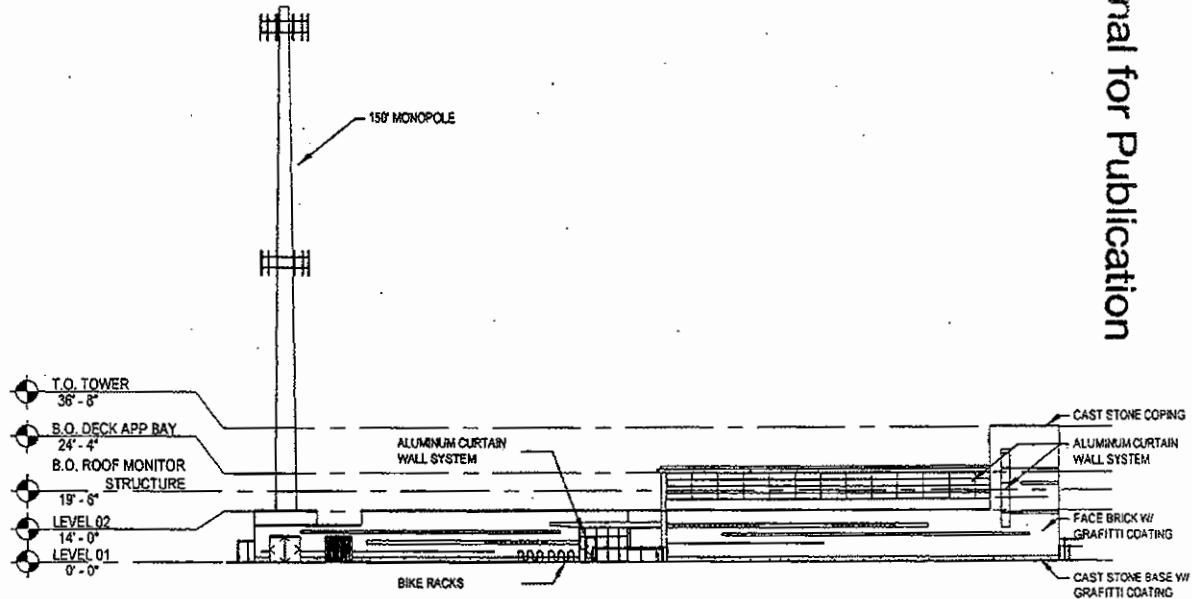 nal for Publication
150' MONOPOLE
T.O. TOWER
36' - 8"
B.O. DECK APP BAY
24' - 4"
B.O. ROOF MONITOR
STRUCTURE
19' - 6"
LEVEL 02
14' - 0"
LEVEL 01
0' - 0"
ALUMINUM CURTAIN
WALL SYSTEM
BIKE RACKS
CAST STONE COPING
ALUMINUM CURTAIN
WALL SYSTEM
FACE BRICK W/
GRAFITTI COATING
CAST STONE BASE W/
GRAFITTI COATING